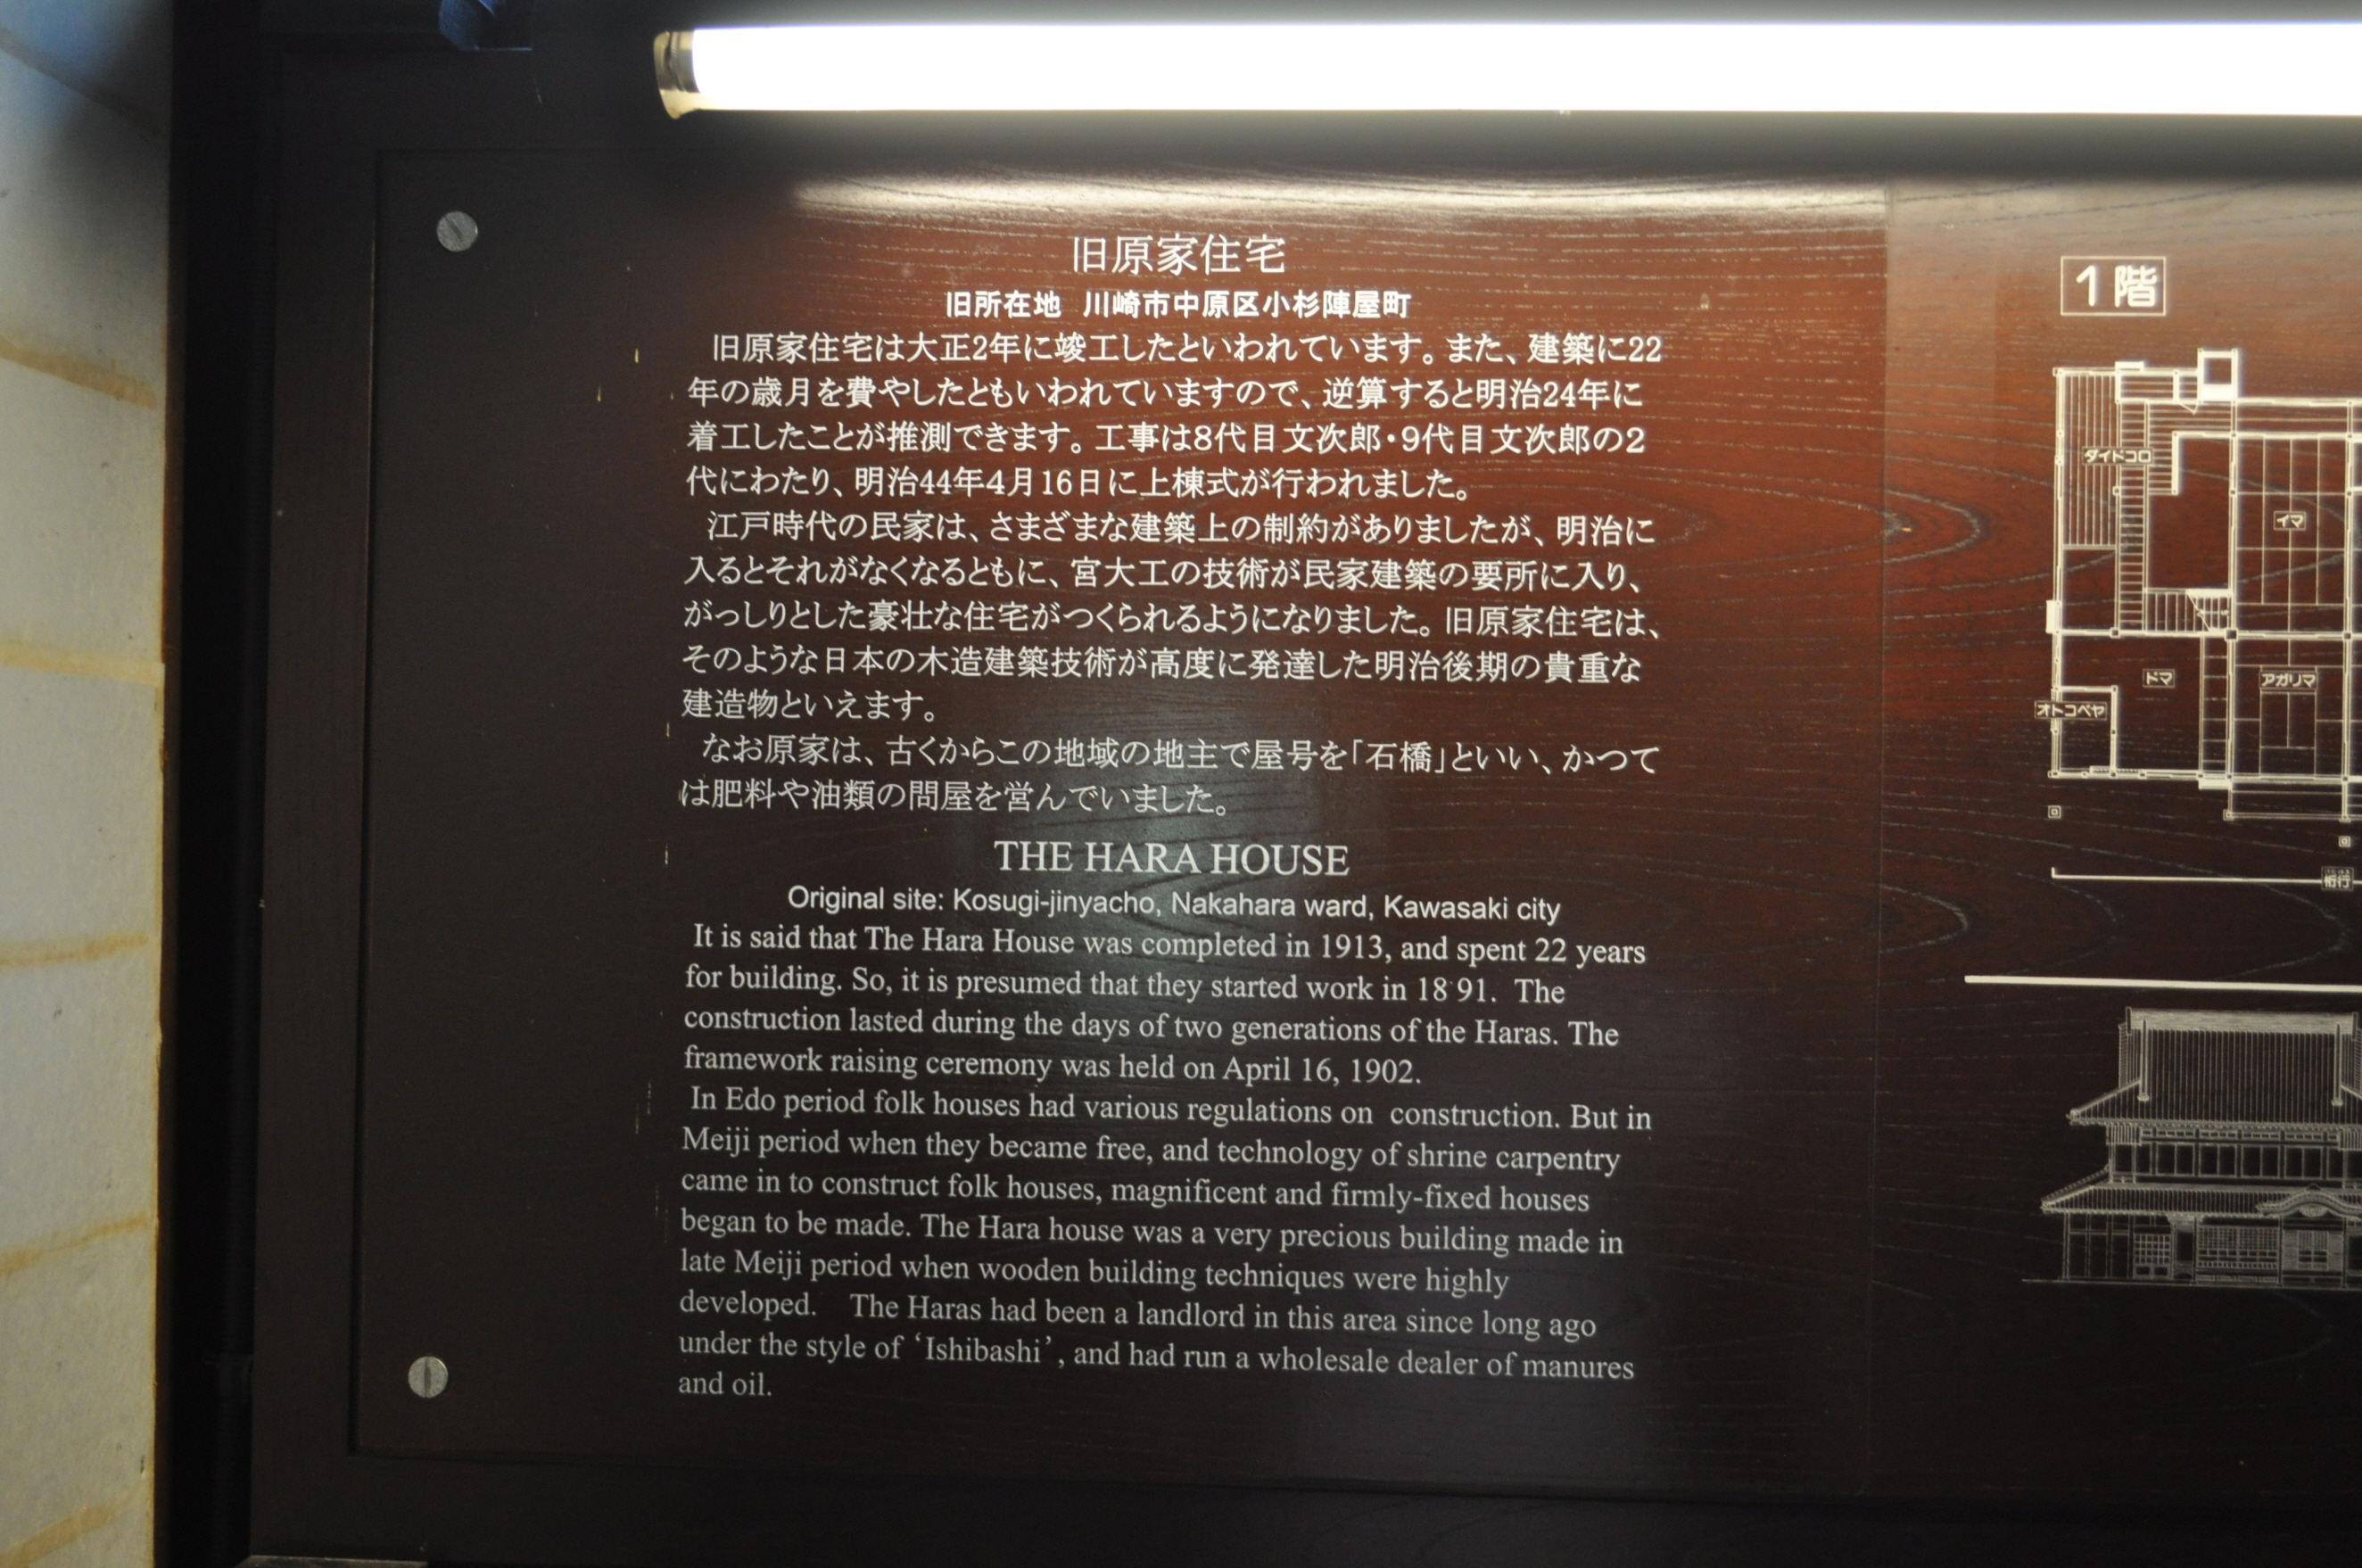 旧原家住宅
旧所在地 川崎市中原区小杉陣屋町
旧原家住宅は大正2年に竣工したといわれています。また、建築に22
年の歳月を費やしたともいわれていますので、逆算すると明治24年に
着工したことが推測できます。工事は8代目文次郎・9代目文次郎の2
代にわたり、明治44年4月16日に上棟式が行われました。
江戸時代の民家は、さまざまな建築上の制約がありましたが、明治に
入るとそれがなくなるともに、宮大工の技術が民家建築の要所に入り、
がっしりとした豪壮な住宅がつくられるようになりました。旧原家住宅は、
そのような日本の木造建築技術が高度に発達した明治後期の貴重な
建造物といえます。
なお原家は、古くからこの地域の地主で屋号を「石橋」といい、かつて
は肥料や油類の問屋を営んでいました。
THE HARA HOUSE
Original site: Kosugi-jinyacho, Nakahara ward, Kawasaki city
It is said that The Hara House was completed in 1913, and spent 22 years
for building. So, it is presumed that they started work in 18 91. The
construction lasted during the days of two generations of the Haras. The
framework raising ceremony was held on April 16, 1902.
In Edo period folk houses had various regulations on construction. But in
Meiji period when they became free, and technology of shrine carpentry
came in to construct folk houses, magnificent and firmly-fixed houses
began to be made. The Hara house was a very precious building made in
late Meiji period when wooden building techniques were highly
developed. The Haras had been a landlord in this area since long ago
under the style of ‘Ishibashi’, and had run a wholesale dealer of manures
and oil.
1階
ダイドコロ
イマ
ドマ
アガリマ
オトコベヤ
桁行